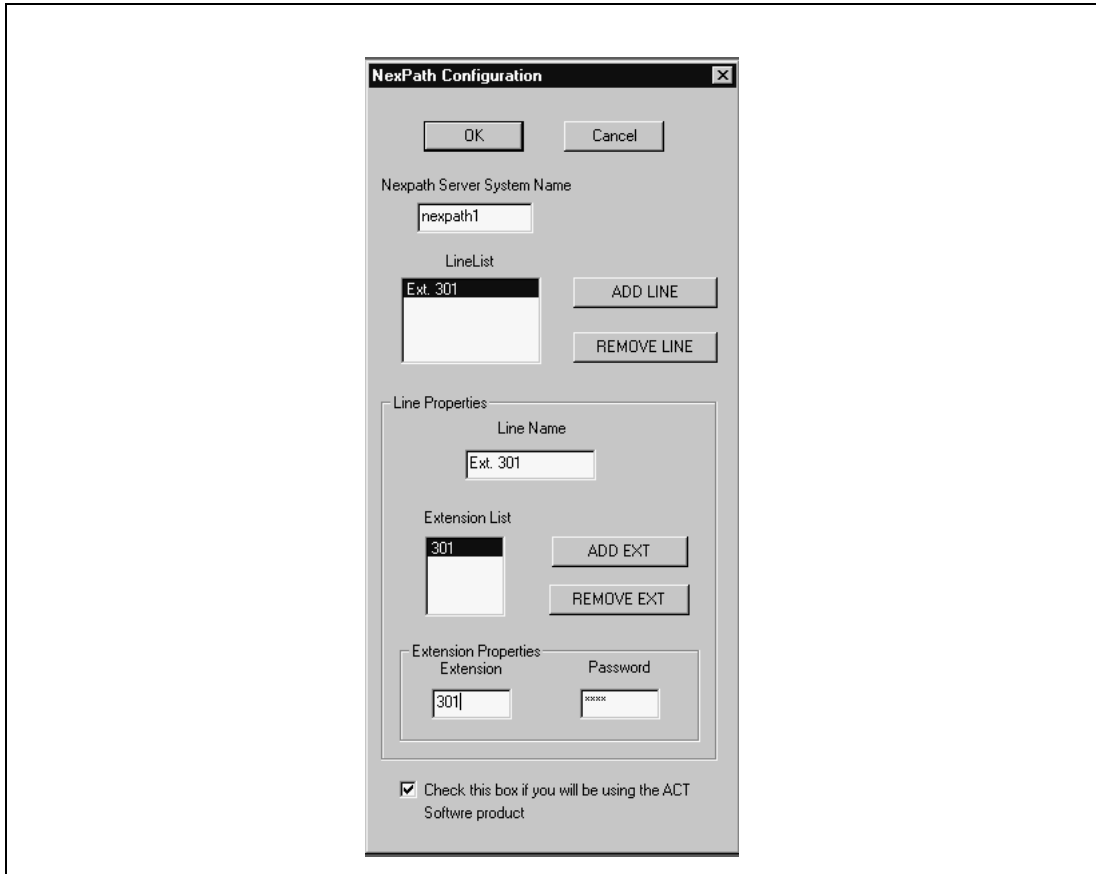 NexPath Configuration
OK
Cancel
Nexpath Server System Name
nexpath1
LineList
Ext. 301
ADD LINE
REMOVE LINE
Line Properties
Line Name
Ext. 301
Extension List
301
ADD EXT
REMOVE EXT
Extension Properties
Extension
Password
301
****
Check this box if you will be using the ACT
Softwre product